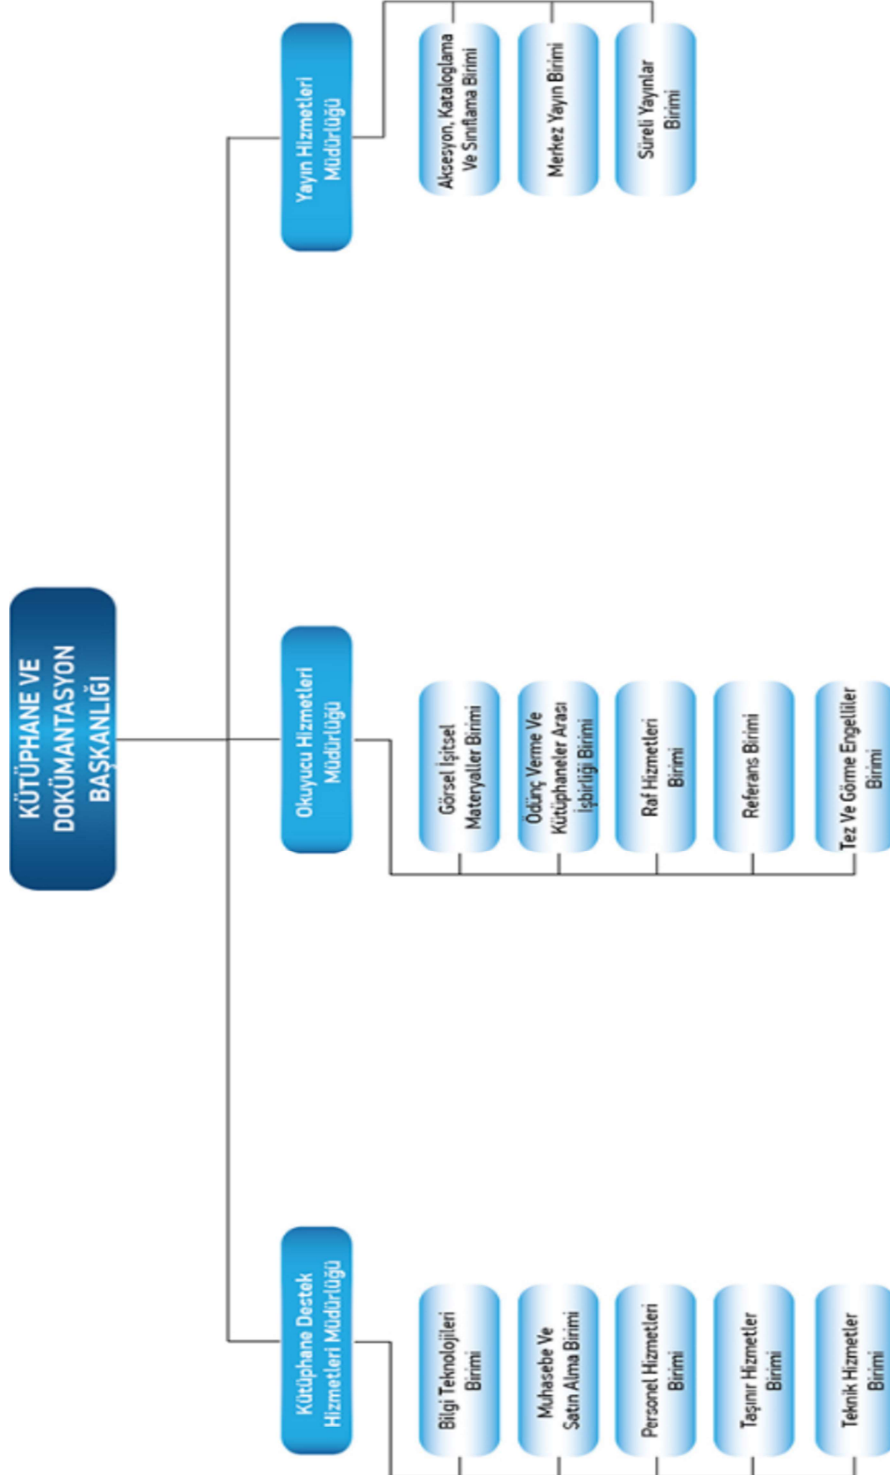 KÜTÜPHANE VE
DOKÜMANTASYON
BAŞKANLIĞI
Kütüphane Destek
Hizmetleri Müdürlüğü
Bilgi Teknolojileri
Birimi
Muhasebe Ve
Satın Alma Birimi
Personel Hizmetleri
Birimi
Taşınır Hizmetler
Birimi
Teknik Hizmetler
Birimi
Okuyucu Hizmetleri
Müdürlüğü
Görsel İşitsel
Materyaller Birimi
Ödünç Verme Ve
Kütüphaneler Arası
İşbirliği Birimi
Raf Hizmetleri
Birimi
Referans Birimi
Tez Ve Görme Engelliler
Birimi
Yayın Hizmetleri
Müdürlüğü
Aksesyon, Kataloglama
Ve Sınıflama Birimi
Merkez Yayın Birimi
Süreli Yayınlar
Birimi